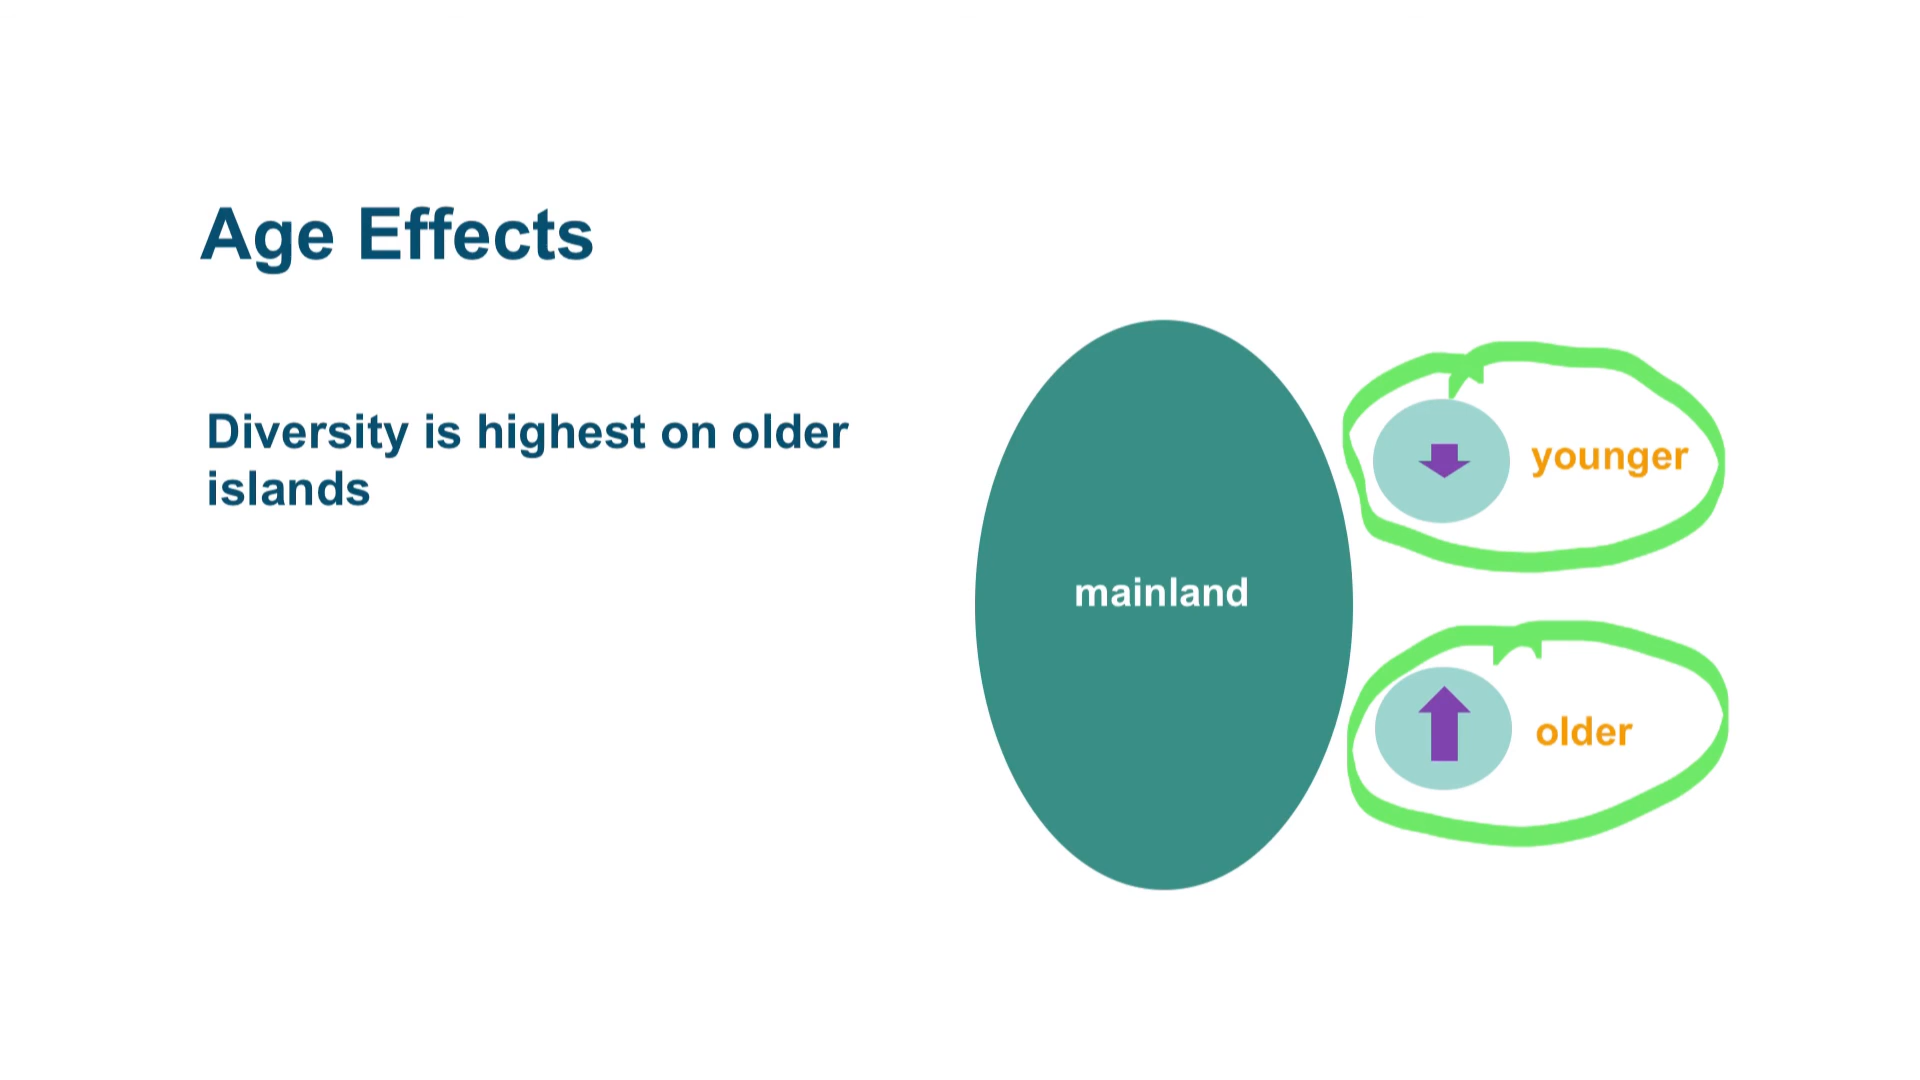 Age Effects
Diversity is highest on older
islands
mainland
younger
older